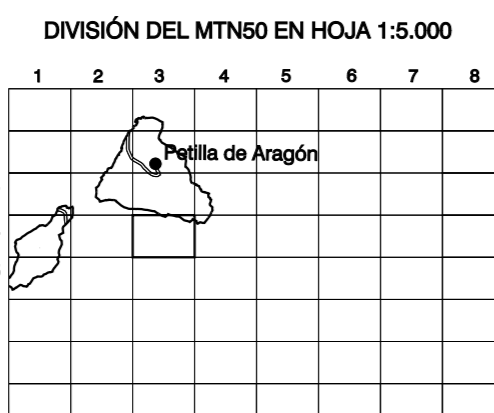 DIVISIÓN DEL MTN50 EN HOJA 1:5.000
1 2 3 4 5 6 7 8
Petilla de Aragón